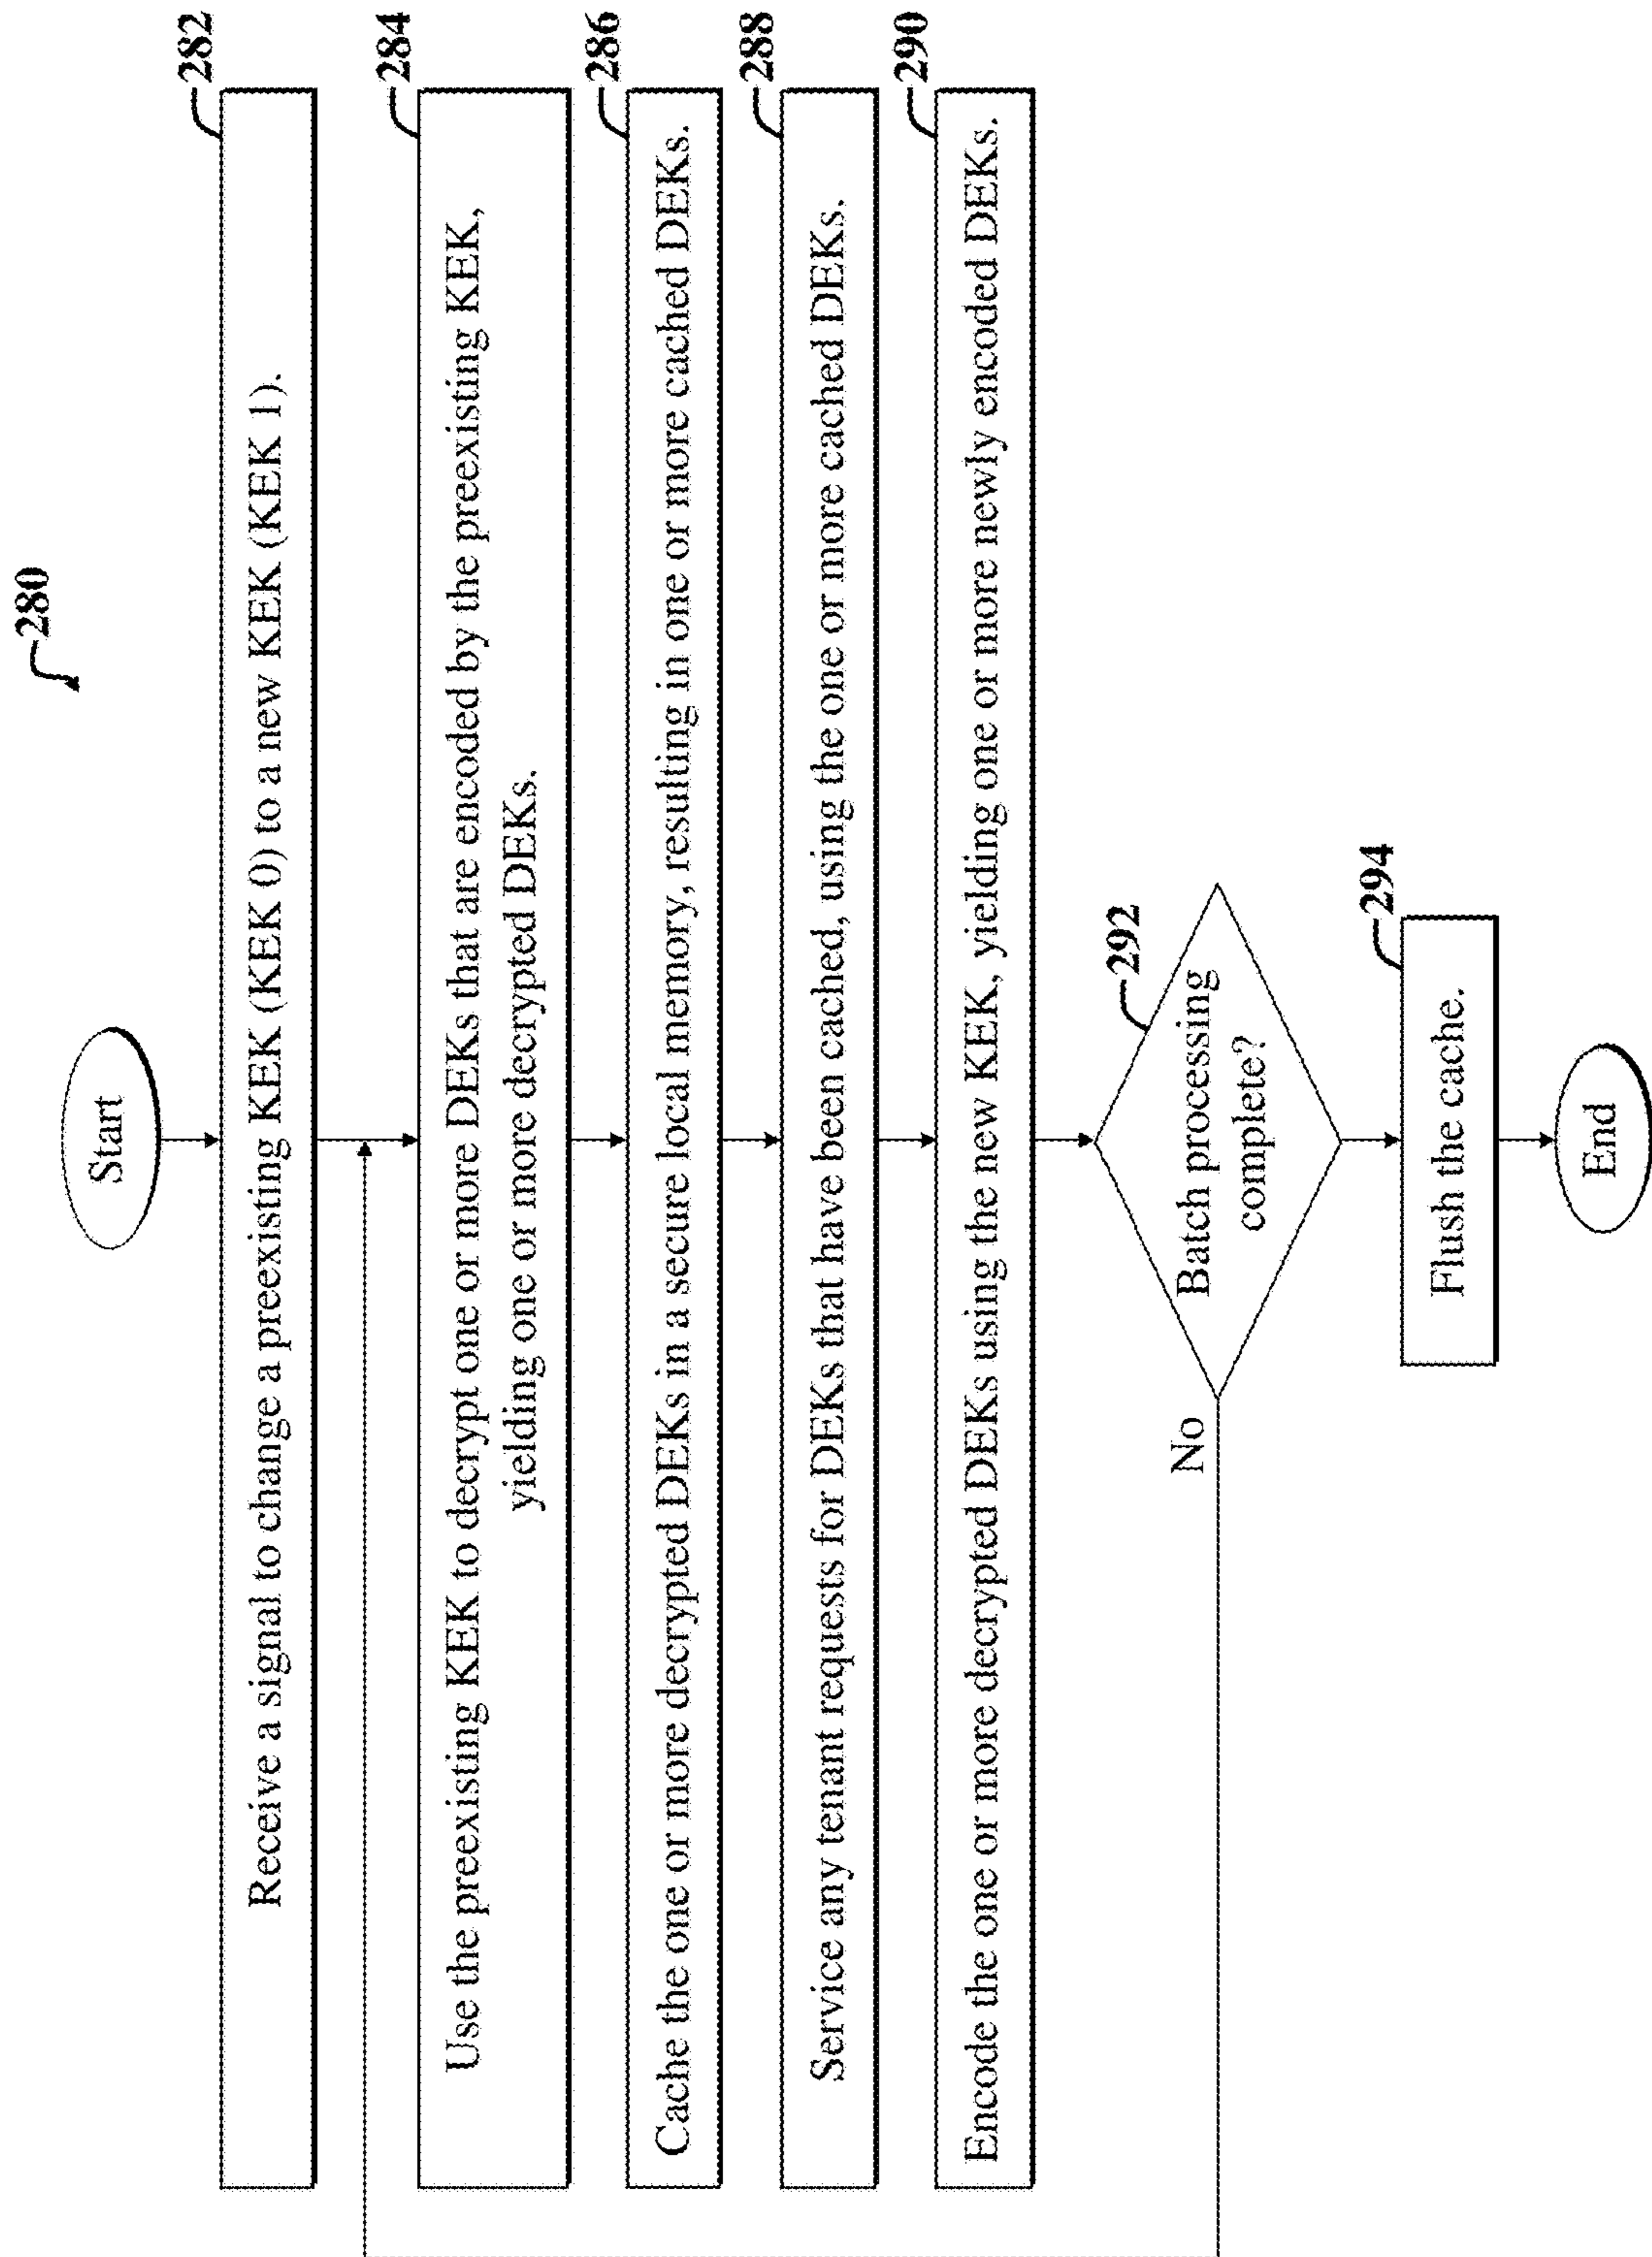 280
Start
282
Receive a signal to change a preexisting KEK (KEK 0) to a new KEK (KEK 1).
284
Use the preexisting KEK to decrypt one or more DEKs that are encoded by the preexisting KEK,
yielding one or more decrypted DEKs.
286
Cache the one or more decrypted DEKs in a secure local memory, resulting in one or more cached DEKs.
288
Service any tenant requests for DEKs that have been cached, using the one or more cached DEKs.
290
Encode the one or more decrypted DEKs using the new KEK, yielding one or more newly encoded DEKs.
292
Batch processing
complete?
No
294
Flush the cache.
End